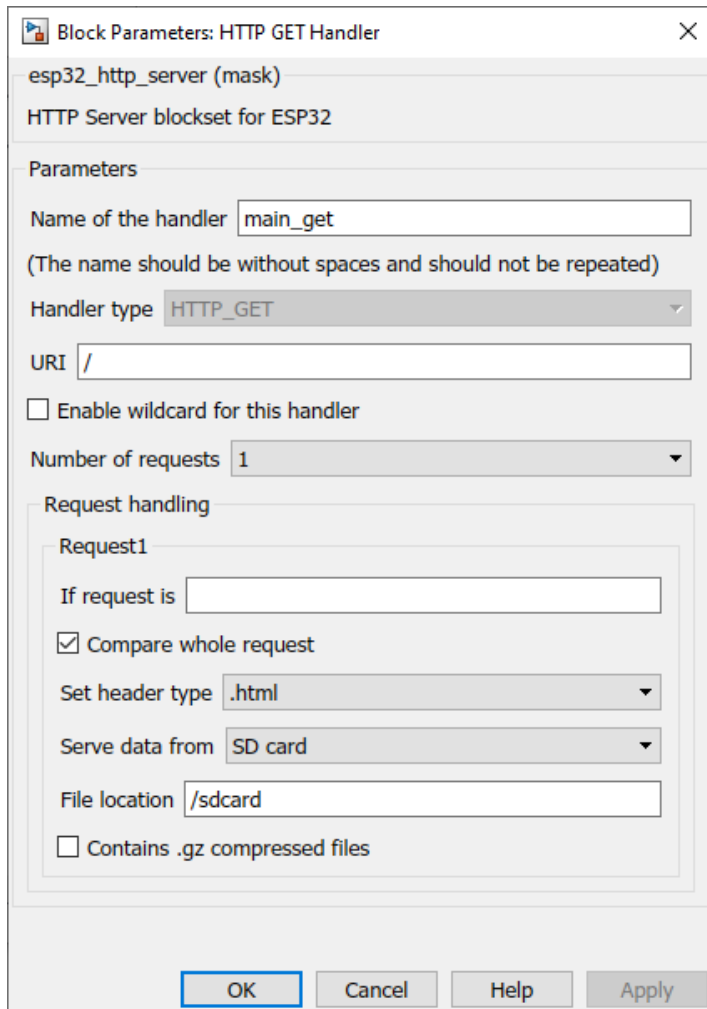 Block Parameters: HTTP GET Handler
esp32_http_server (mask)
HTTP Server blockset for ESP32
Parameters
Name of the handler main_get
(The name should be without spaces and should not be repeated)
Handler type HTTP_GET
URI /
Enable wildcard for this handler
Number of requests 1
Request handling
Request1
If request is
Compare whole request
Set header type .html
Serve data from SD card
File location /sdcard
Contains .gz compressed files
OK Cancel Help Apply